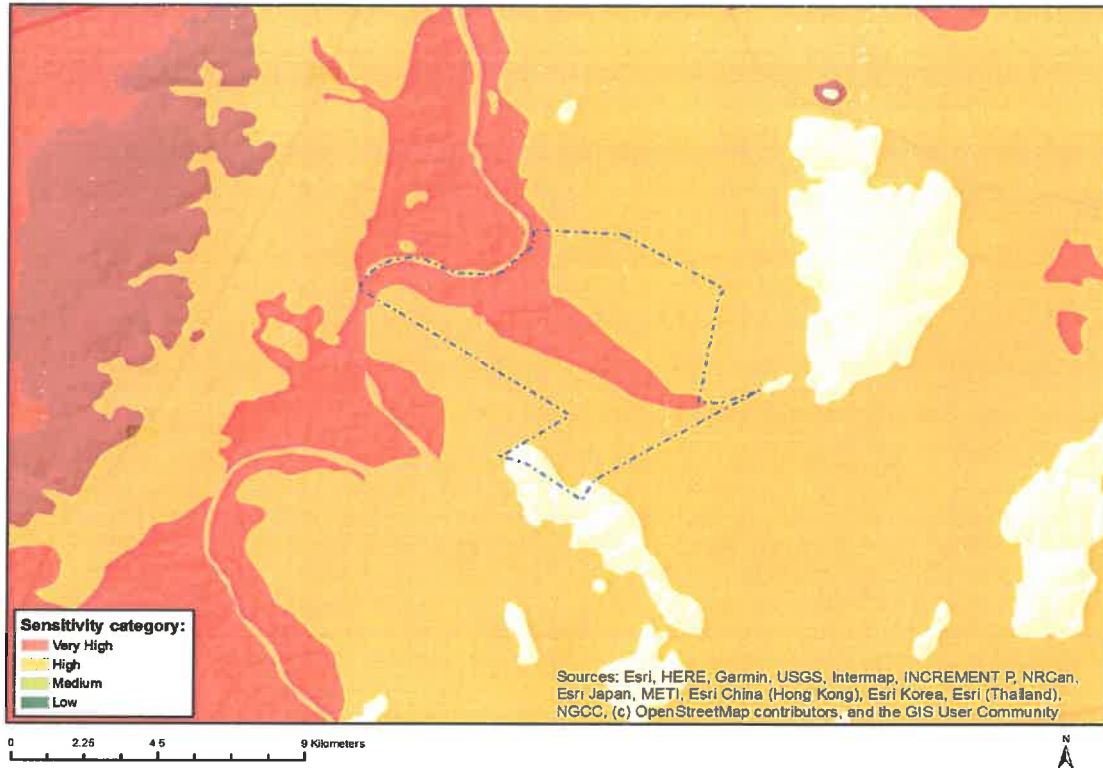 Sensitivity category:
Very High
High
Medium
Low
Sources: Esri, HERE, Garmin, USGS, Intermap, INCREMENT P, NRCan,
Esri Japan, METI, Esri China (Hong Kong), Esri Korea, Esri (Thailand),
NGCC, (c) OpenStreetMap contributors, and the GIS User Community
0 2.25 4.5 9 Kilometers
N